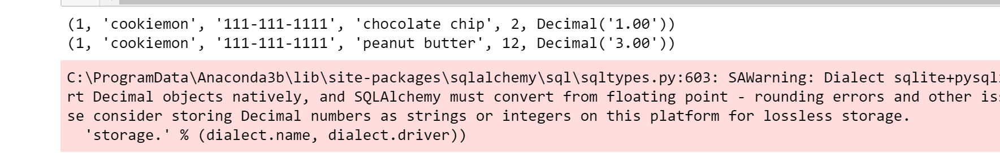 (1, 'cookiemon', '111-111-1111', 'chocolate chip', 2, Decimal('1.00'))
(1, 'cookiemon', '111-111-1111', 'peanut butter', 12, Decimal('3.00'))
C:\ProgramData\Anaconda3b\lib\site-packages\sqlalchemy\sql\sqltypes.py:603: SAWarning: Dialect sqlite+pysql
rt Decimal objects natively, and SQLAlchemy must convert from floating point - rounding errors and other is
se consider storing Decimal numbers as strings or integers on this platform for lossless storage.
'storage.' % (dialect.name, dialect.driver))